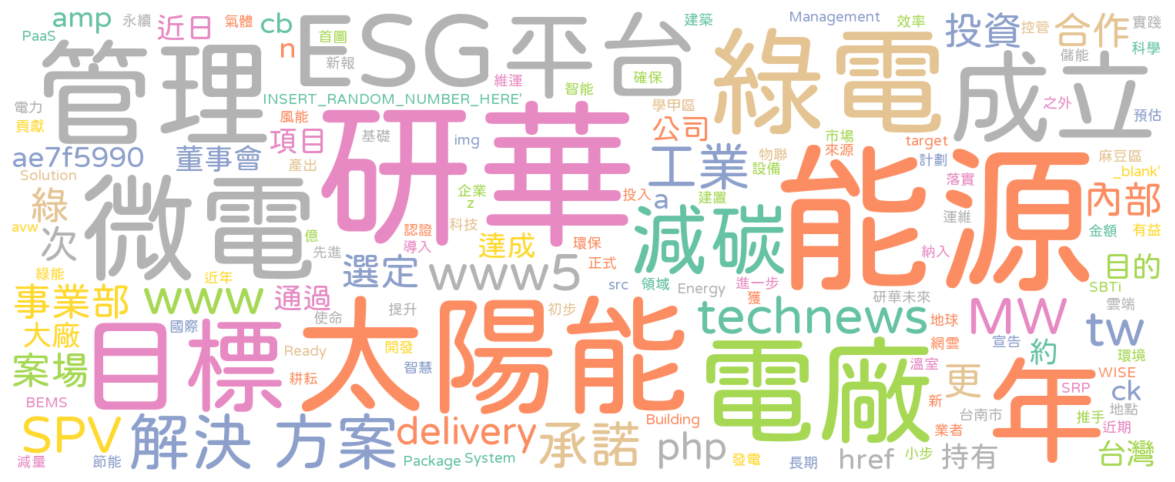 amp 永續 近日 氣體 cb 首圖 ESG平台 建築 Management 效率 投資 合作 實踐
PaaS n 新報 控管 科學
管理 維運 智能 確保 綠電 儲能 成立
電力 INSERT_RANDOM_NUMBER_HERE' 學甲區 之外 預估
貢獻 風能 研華 公司 市場
項目 基礎 img 來源 target
ae7f5990 董事會 產出 工業 物聯 計劃 能源 麻豆區
Solution 設備 落實 _blank'
微電 企業 z 投入 a 建置 內部
綠 認證 科技 減碳 運維 金額 有益
avw 次 億 導入 達成 環保
先進 選定 www5 正式 納入 目的
綠能 近年 src 領域 進一步 SBTi
事業部 www 通過 Energy 獲 研華未來 雲端
大廠 國際 使命 提升 太陽能 初步 technews 地球 MW tw
目標 網雲 宣告 環境
案場 Ready 開發 電廠 溫室 更 約 WISE
耕耘 智慧 新 年 SRP ck
BEMS Building 台南市 地點
SPV 解決 方案 delivery 承諾 php 業者 推手 近期
減量 節能 Package System 發電 長期 href 小步 持有 台灣